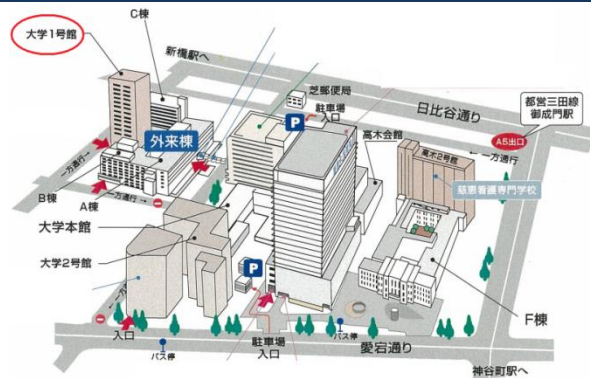 C棟
大学1号館
新橋駅へ
芝郵便局
日比谷通り
都営三田線
御成門駅
A5出口
P
駐車場
入口
高木会館
高木2号館
←一方通行
慈恵看護専門学校
外来棟
一方通行→
B棟
A棟
一方通行→
大学本館
大学2号館
P
F棟
←一方
入口
バス停
駐車場
入口
バス停
愛宕通り
神谷町駅へ